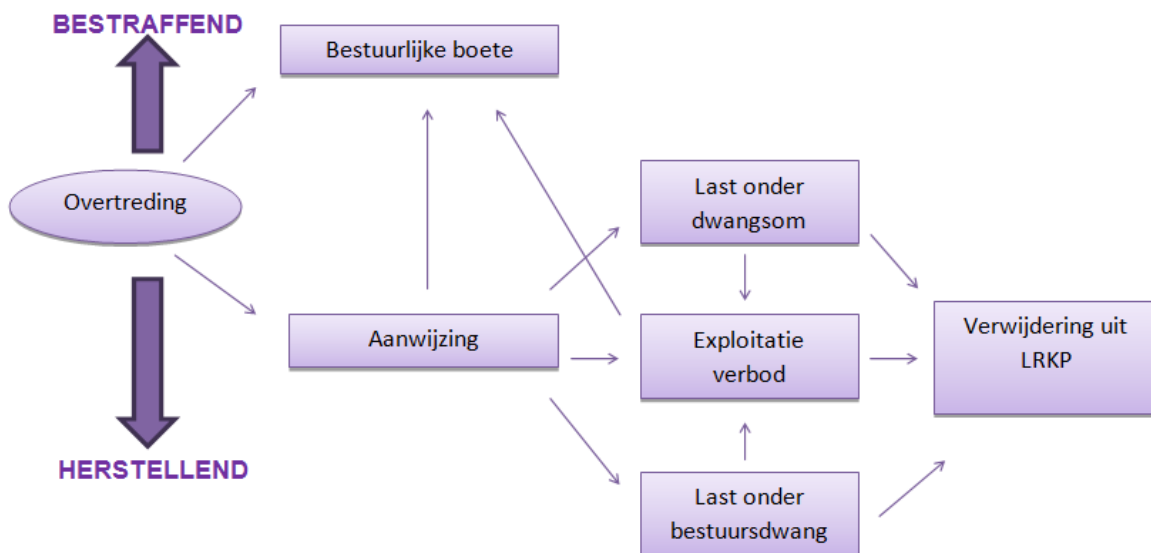 BESTRAFFEND
Bestuurlijke boete
Overtreding
Last onder
dwangsom
Aanwijzing
Exploitatie
verbod
Verwijdering uit
LRKP
HERSTELLEND
Last onder
bestuursdwang